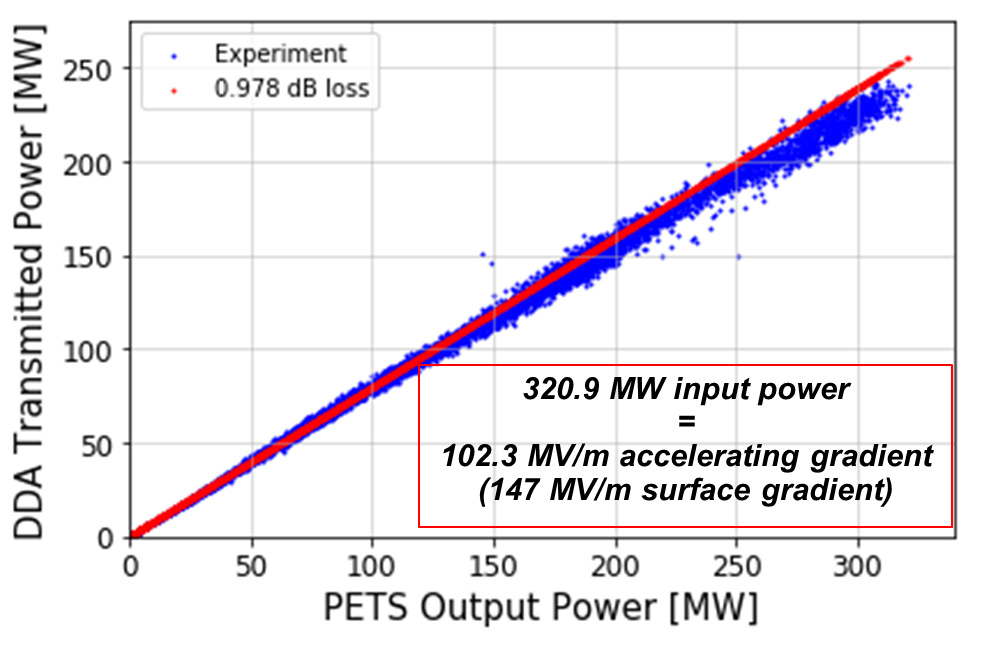 DDA Transmitted Power [MW]
250
200
150
100
50
0
Experiment
0.978 dB loss
320.9 MW input power
=
102.3 MV/m accelerating gradient
(147 MV/m surface gradient)
0 50 100 150 200 250 300
PETS Output Power [MW]